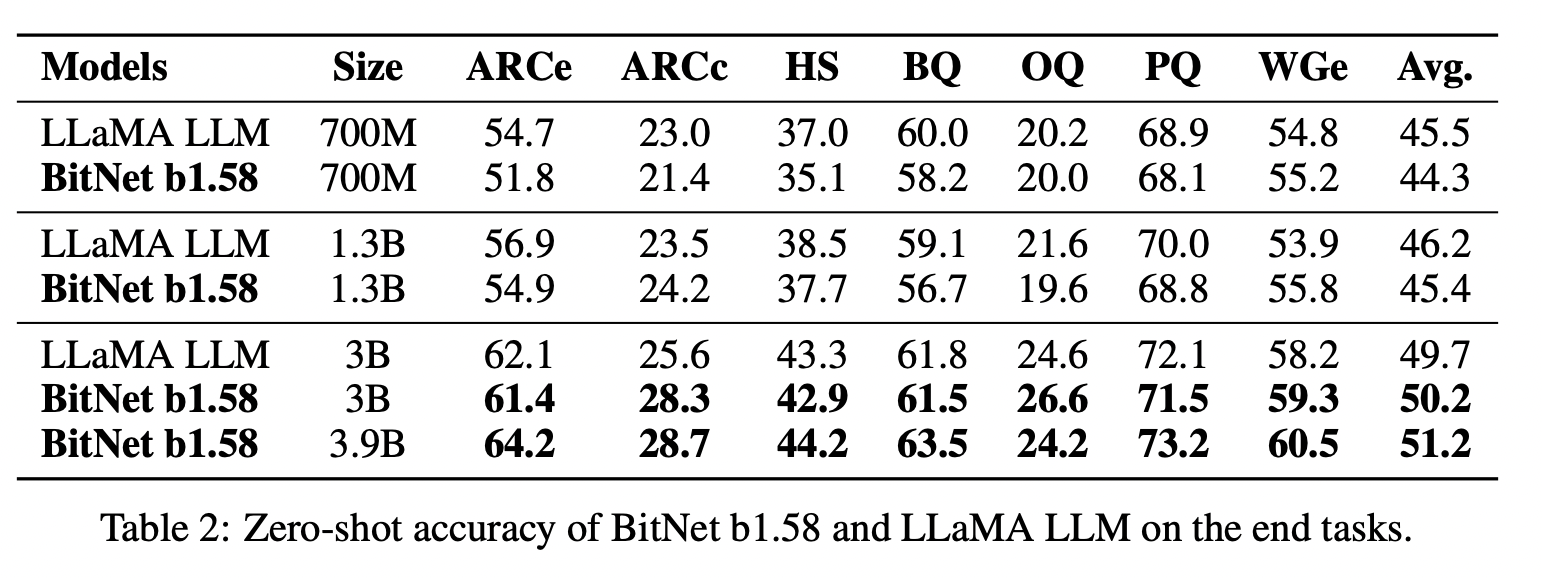 Models Size ARCe ARCc HS BQ OQ PQ WGe Avg.
LLaMA LLM 700M 54.7 23.0 37.0 60.0 20.2 68.9 54.8 45.5
BitNet b1.58 700M 51.8 21.4 35.1 58.2 20.0 68.1 55.2 44.3
LLaMA LLM 1.3B 56.9 23.5 38.5 59.1 21.6 70.0 53.9 46.2
BitNet b1.58 1.3B 54.9 24.2 37.7 56.7 19.6 68.8 55.8 45.4
LLaMA LLM 3B 62.1 25.6 43.3 61.8 24.6 72.1 58.2 49.7
BitNet b1.58 3B 61.4 28.3 42.9 61.5 26.6 71.5 59.3 50.2
BitNet b1.58 3.9B 64.2 28.7 44.2 63.5 24.2 73.2 60.5 51.2
Table 2: Zero-shot accuracy of BitNet b1.58 and LLaMA LLM on the end tasks.